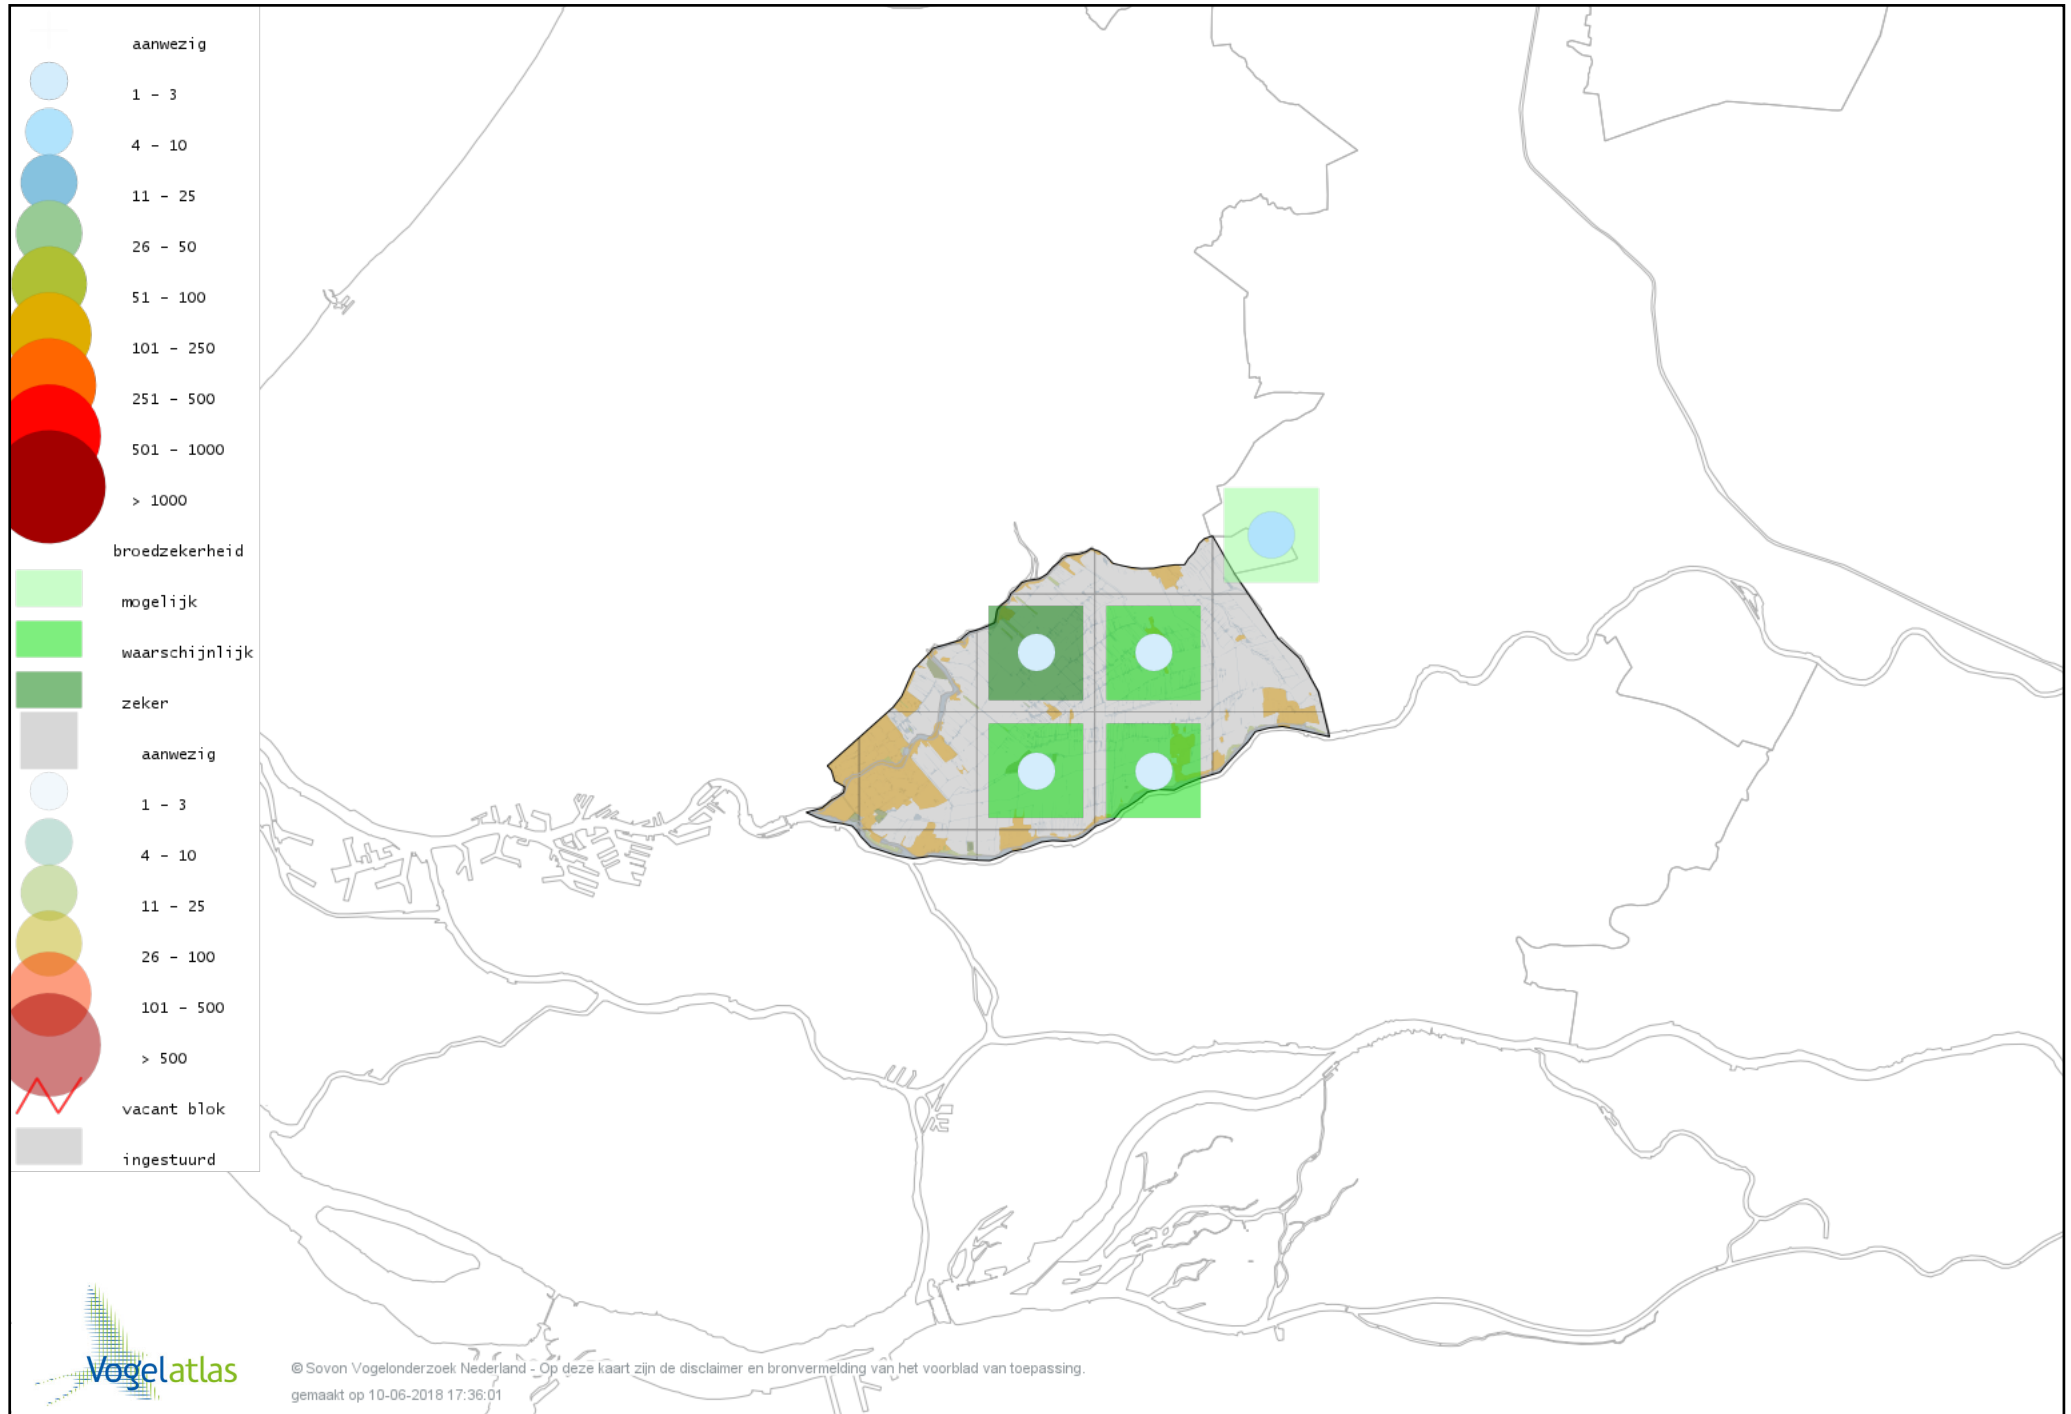 aanwezig
1 – 3
4 – 10
11 – 25
26 – 50
51 – 100
101 – 250
251 – 500
501 – 1000
> 1000
broedzekerheid
mogelijk
waarschijnlijk
zeker
aanwezig
1 – 3
4 – 10
11 – 25
26 – 100
101 – 500
> 500
vacant blok
ingestuurd
Vogelatlas
© Sovon Vogelonderzoek Nederland - Op deze kaart zijn de disclaimer en bronvermelding van het voorblad van toepassing.
gemaakt op 10-06-2018 17:36:01